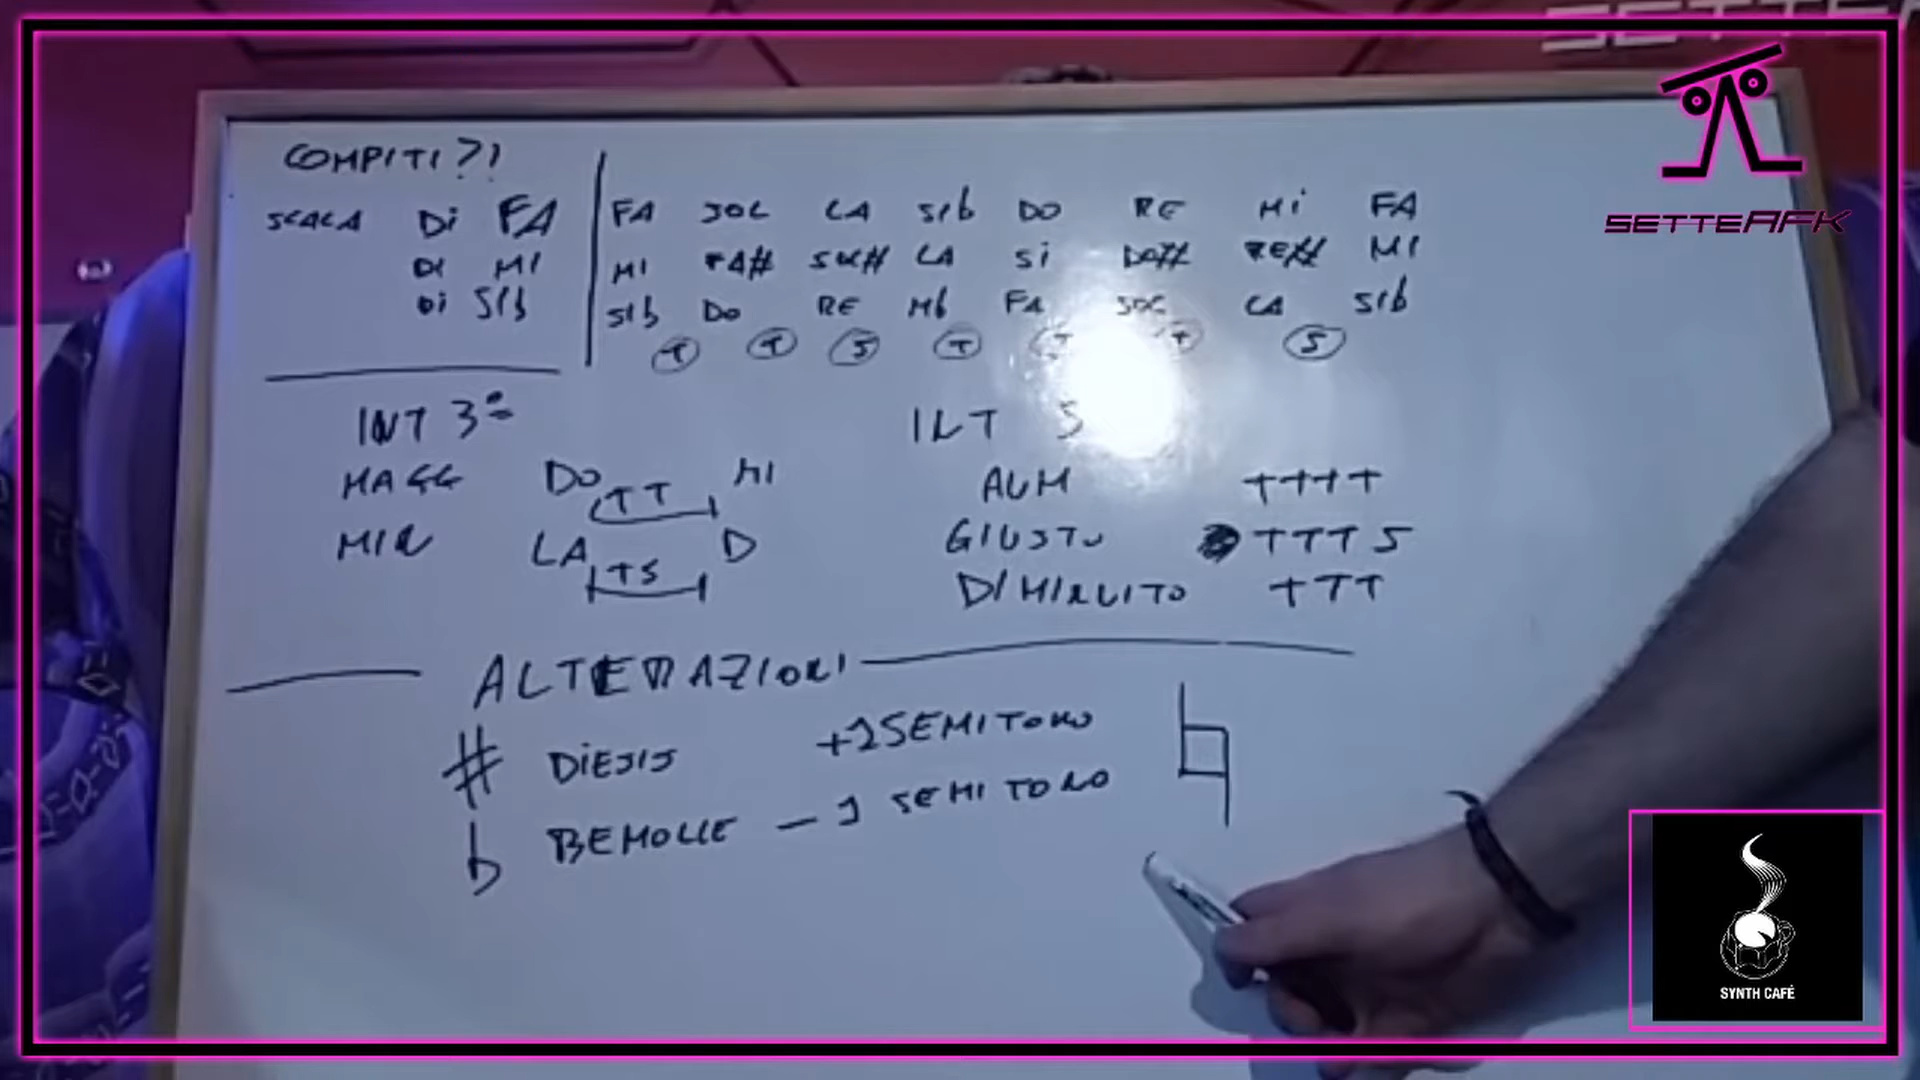 COMPITI?!
SCALA DI FA FA SOL LA SIb DO RE MI FA
DI MI MI FA# SOL# LA SI DO# RE# MI
DI SIb SIb DO RE Mb FA SOL LA SIb
T T S T T T S
INT 3ª INT 5
MAGG DO TT MI AUM TTTT
MIN LA TS D GIUSTO TTTS
DIMINUITO TTT
ALTERAZIONI
# DIESIS +1 SEMITONO ♮
b BEMOLLE -1 SEMITONO
SETTEAFK
SYNTH CAFÉ